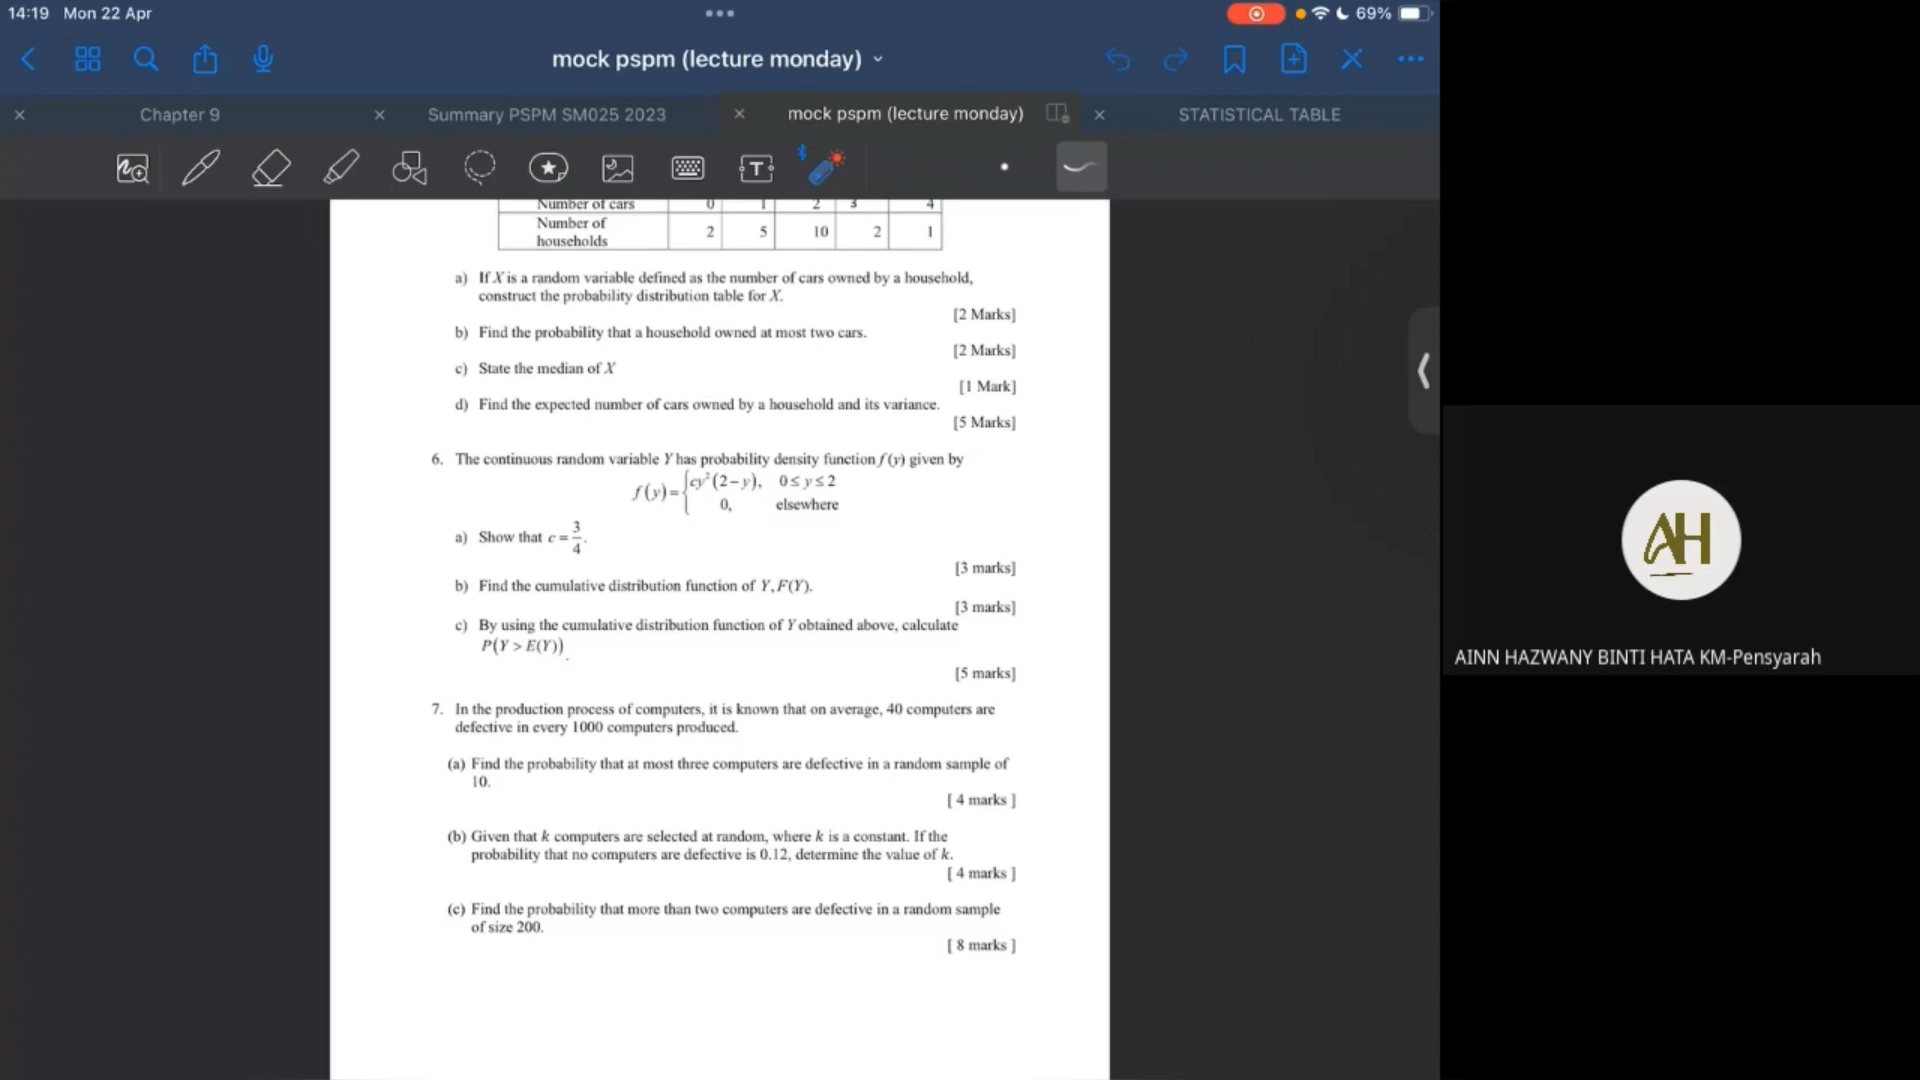 14:19 Mon 22 Apr
69%
mock pspm (lecture monday)
Chapter 9
Summary PSPM SM025 2023
mock pspm (lecture monday)
STATISTICAL TABLE
T
Number of cars 0 1 2 3 4
Number of
households 2 5 10 2 1
a) If X is a random variable defined as the number of cars owned by a household,
construct the probability distribution table for X.
[2 Marks]
b) Find the probability that a household owned at most two cars.
[2 Marks]
c) State the median of X
[1 Mark]
d) Find the expected number of cars owned by a household and its variance.
[5 Marks]
6. The continuous random variable Y has probability density function f (y) given by
f (y) = { cy²(2 − y), 0 ≤ y ≤ 2
0, elsewhere
a) Show that c = 3/4.
[3 marks]
b) Find the cumulative distribution function of Y, F(Y).
[3 marks]
c) By using the cumulative distribution function of Y obtained above, calculate
P(Y > E(Y)).
[5 marks]
7. In the production process of computers, it is known that on average, 40 computers are
defective in every 1000 computers produced.
(a) Find the probability that at most three computers are defective in a random sample of
10.
[ 4 marks ]
(b) Given that k computers are selected at random, where k is a constant. If the
probability that no computers are defective is 0.12, determine the value of k.
[ 4 marks ]
(c) Find the probability that more than two computers are defective in a random sample
of size 200.
[ 8 marks ]
AH
AINN HAZWANY BINTI HATA KM-Pensyarah